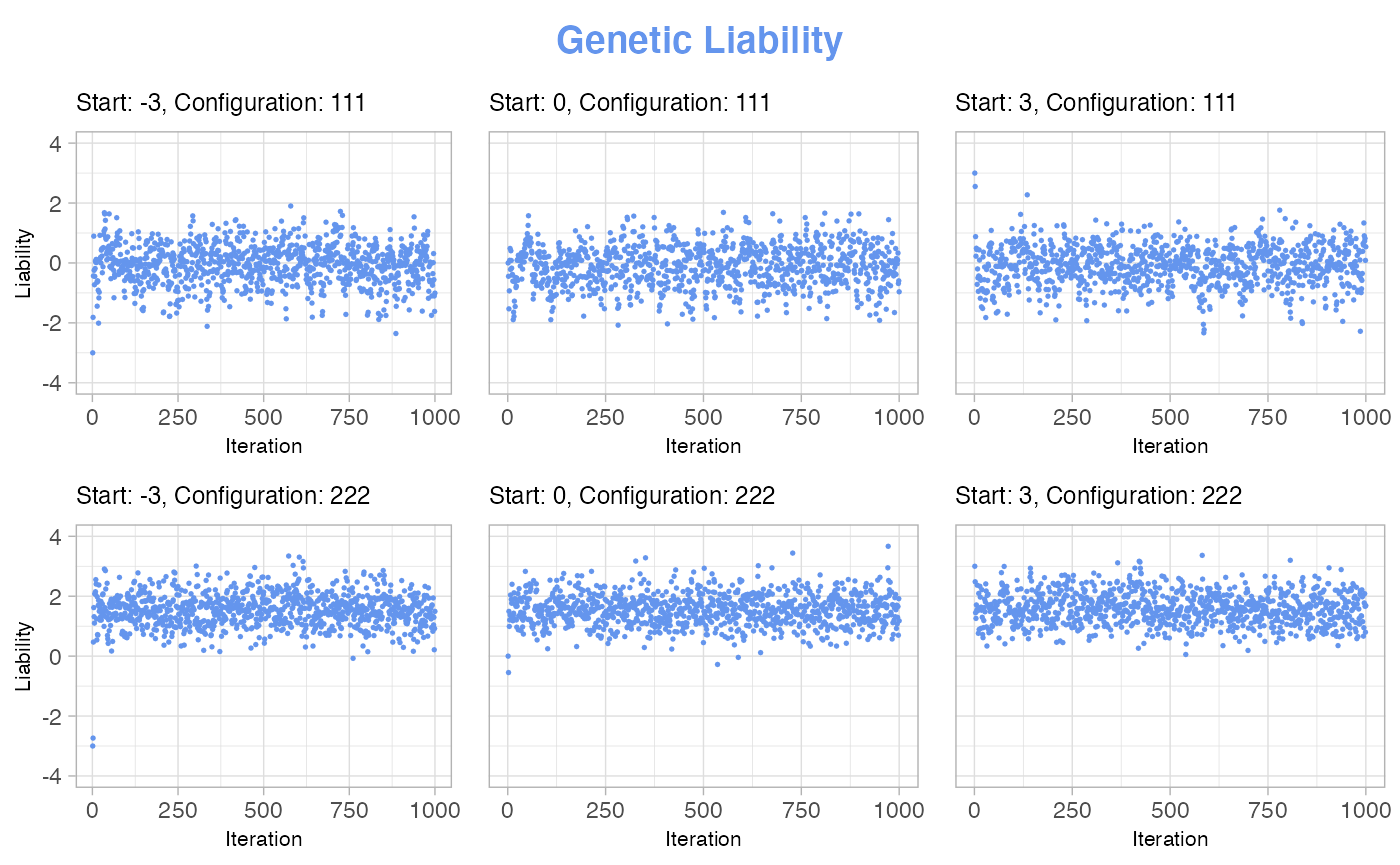 Genetic Liability
Start: -3, Configuration: 111
Start: 0, Configuration: 111
Start: 3, Configuration: 111
Liability
4
2
0
-2
-4
0 250 500 750 1000
0 250 500 750 1000
0 250 500 750 1000
Iteration
Iteration
Iteration
Start: -3, Configuration: 222
Start: 0, Configuration: 222
Start: 3, Configuration: 222
Liability
4
2
0
-2
-4
0 250 500 750 1000
0 250 500 750 1000
0 250 500 750 1000
Iteration
Iteration
Iteration